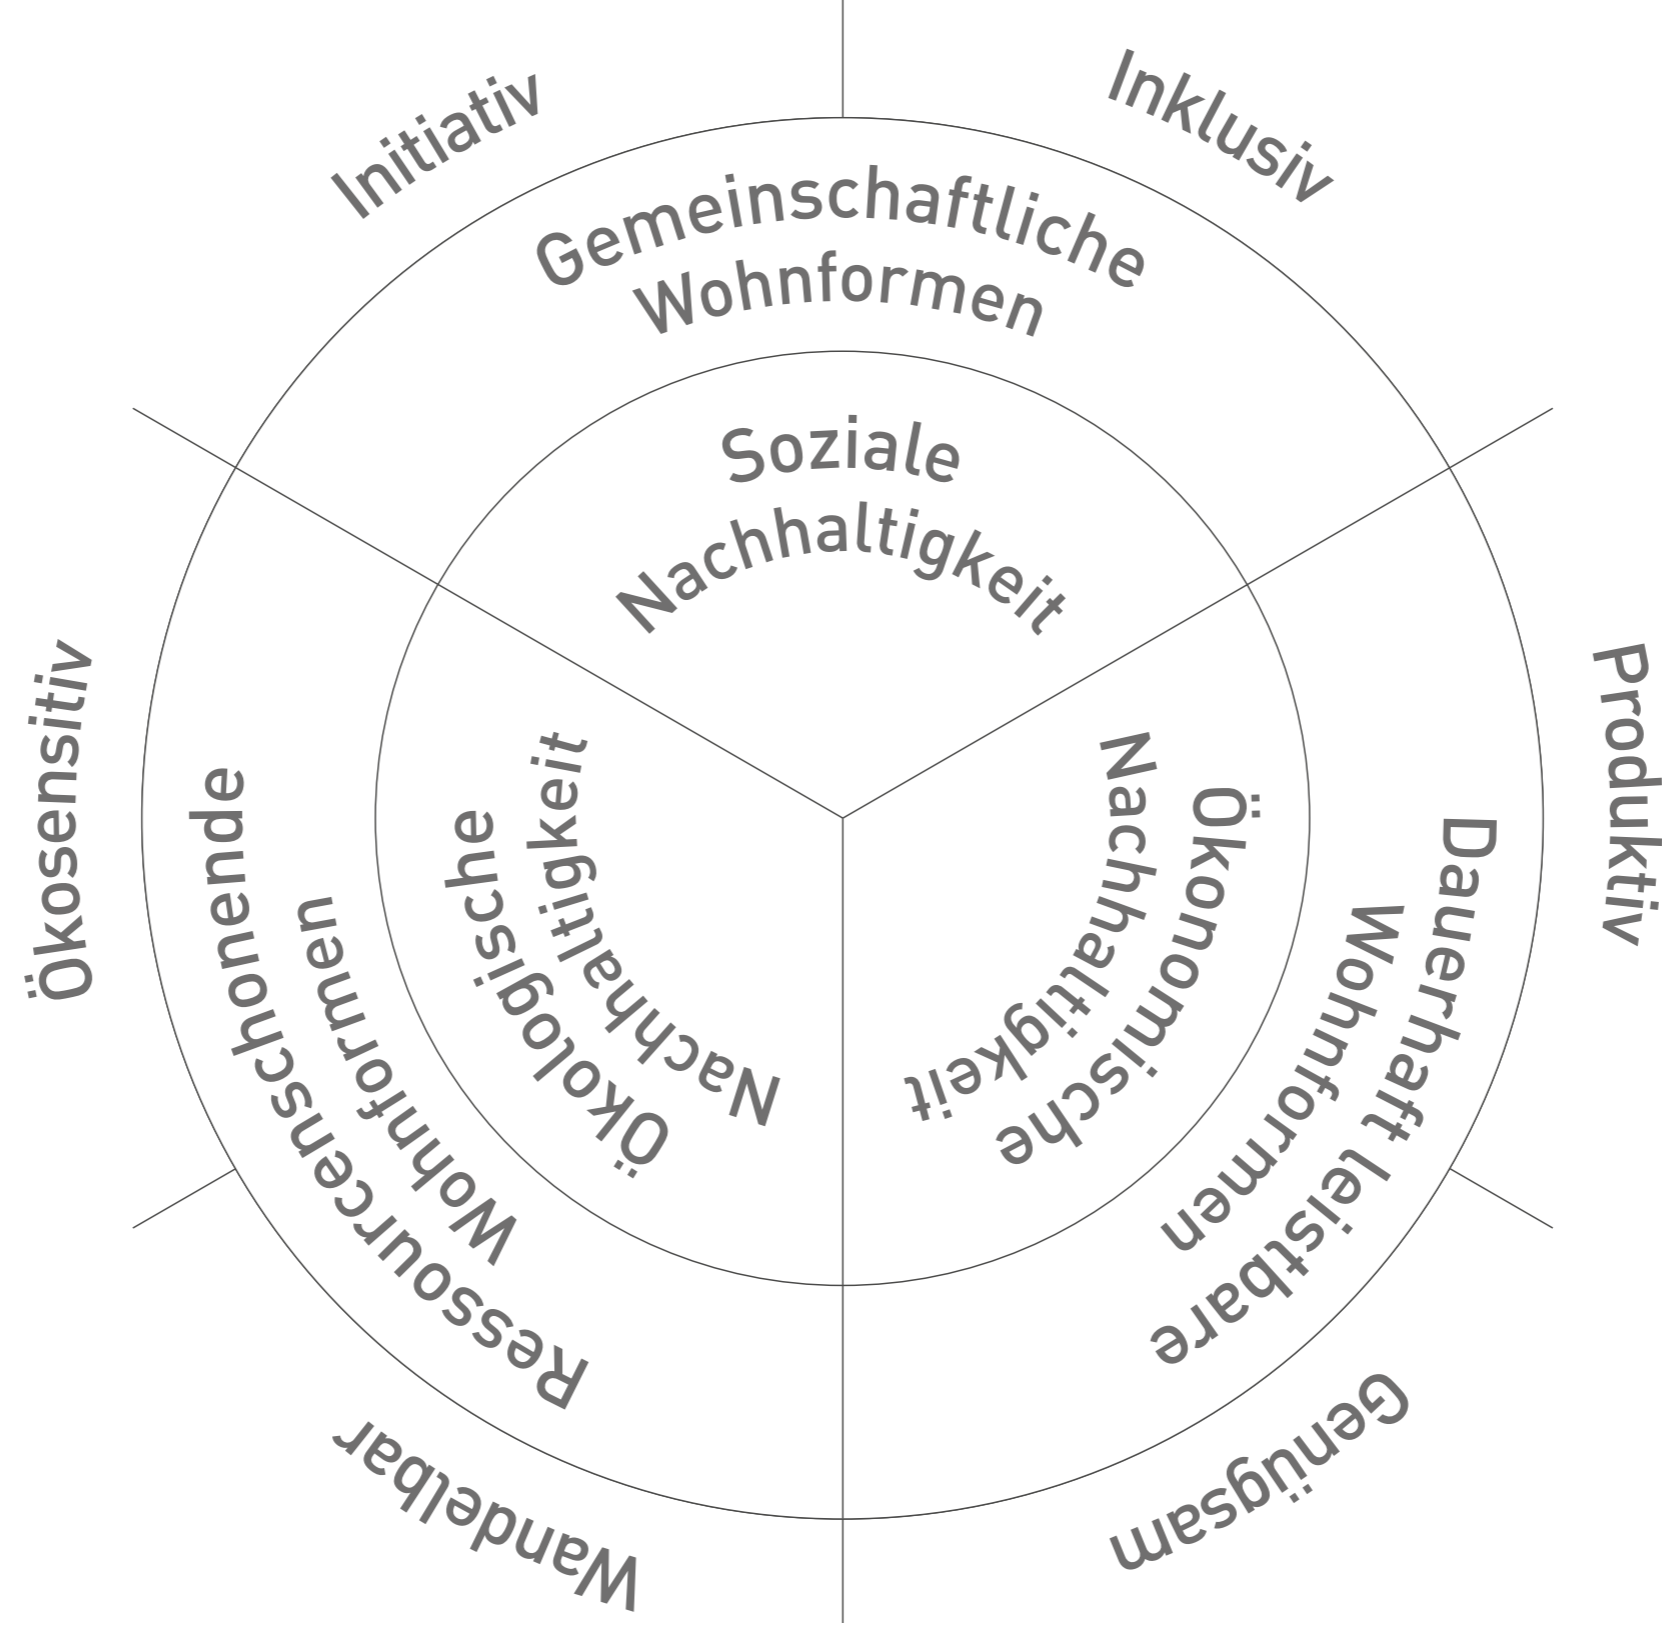 Initiativ
Inklusiv
Gemeinschaftliche
Wohnformen
Soziale
Nachhaltigkeit
Produktiv
Genügsam
Dauerhaft leistbare
Wohnformen
Ökonomische
Nachhaltigkeit
Wandelbar
Ökosensitiv
Ressourcenschonende
Wohnformen
Ökologische
Nachhaltigkeit